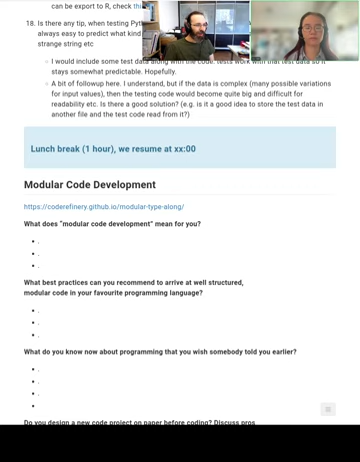 can be export to R, check thi
18. Is there any tip, when testing Pyt
always easy to predict what kind
strange string etc
I would include some test data along with the code. tests work with that test data so it
stays somewhat predictable. Hopefully.
A bit of followup here. I understand, but if the data is complex (many possible variations
for input values), then the testing code would become quite big and difficult for
readability etc. Is there a good solution? (e.g. is it a good idea to store the test data in
another file and the test code read from it?)
Lunch break (1 hour), we resume at xx:00
Modular Code Development
https://coderefinery.github.io/modular-type-along/
What does “modular code development” mean for you?
.
.
.
What best practices can you recommend to arrive at well structured,
modular code in your favourite programming language?
.
.
.
What do you know now about programming that you wish somebody told you earlier?
.
.
.
Do you design a new code project on paper before coding? Discuss pros